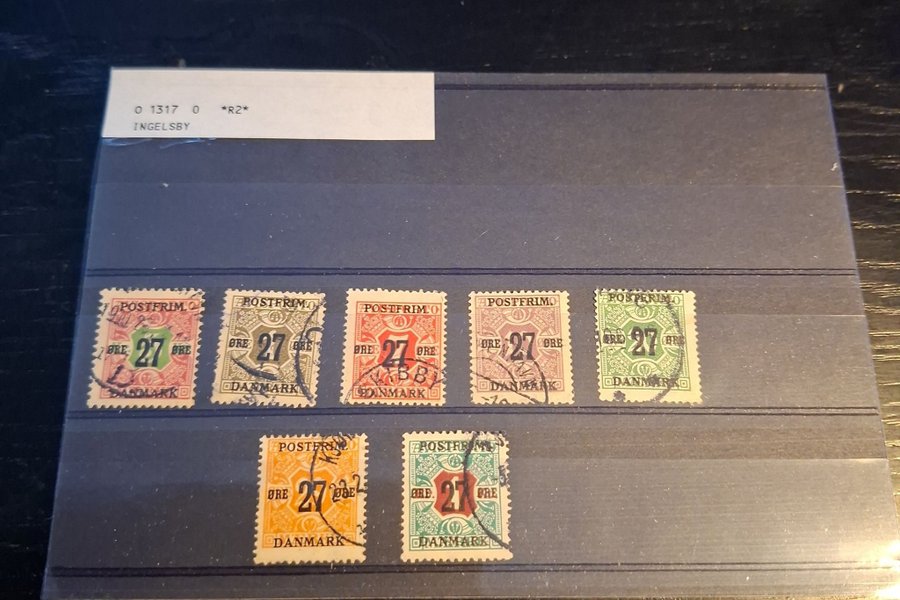 O 1317 O *R2*
INGELSBY
POSTFRIM.
ØRE 27 ØRE
DANMARK
POSTFRIM.
ØRE 27 ØRE
DANMARK
POSTFRIM.
ØRE 27 ØRE
DANMARK
KIBBY
POSTFRIM.
ØRE 27 ØRE
DANMARK
POSTFRIM.
ØRE 27 ØRE
DANMARK
POSTFRIM.
ØRE 27 ØRE
DANMARK
POSTFRIM.
ØRE 27 ØRE
DANMARK